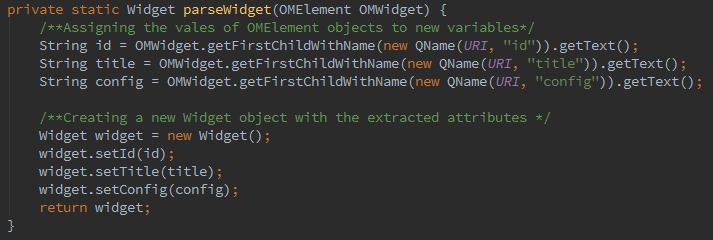 private static Widget parseWidget(OMElement OMWidget) {
    /**Assigning the vales of OMElement objects to new variables*/
    String id = OMWidget.getFirstChildWithName(new QName(URI, "id")).getText();
    String title = OMWidget.getFirstChildWithName(new QName(URI, "title")).getText();
    String config = OMWidget.getFirstChildWithName(new QName(URI, "config")).getText();

    /**Creating a new Widget object with the extracted attributes */
    Widget widget = new Widget();
    widget.setId(id);
    widget.setTitle(title);
    widget.setConfig(config);
    return widget;
}